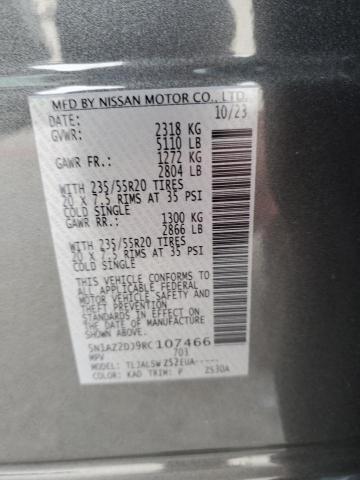 MFD BY NISSAN MOTOR CO., LTD.
DATE: 10/23
GVWR: 2318 KG
5110 LB
GAWR FR.: 1272 KG
2804 LB
WITH 235/55R20 TIRES
20 X 7.5 RIMS AT 35 PSI
COLD SINGLE
GAWR RR.: 1300 KG
2866 LB
WITH 235/55R20 TIRES
20 X 7.5 RIMS AT 35 PSI
COLD SINGLE
THIS VEHICLE CONFORMS TO
ALL APPLICABLE FEDERAL
MOTOR VEHICLE SAFETY
AND THEFT PREVENTION
STANDARDS IN EFFECT ON
THE DATE OF MANUFACTURE
SHOWN ABOVE.
5N1AZ2DJ9RC107466
MPV 703
MODEL: TLJALSWZS2EUA-----
COLOR: KAD TRIM: P ZS30A